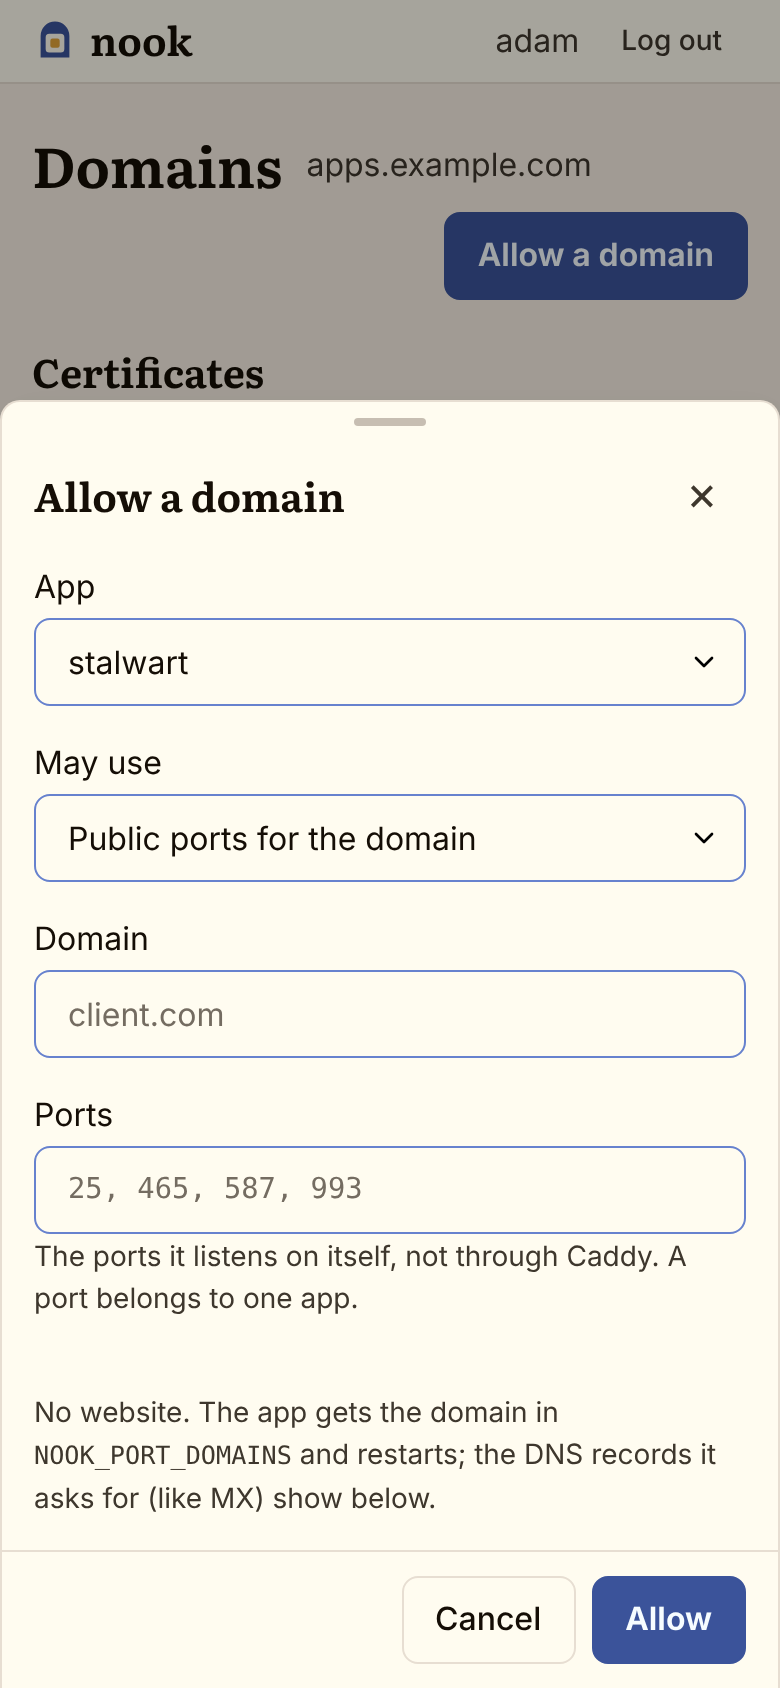 nook
adam
Log out
Domains
apps.example.com
Allow a domain
Certificates
Allow a domain
App
stalwart
May use
Public ports for the domain
Domain
client.com
Ports
25, 465, 587, 993
The ports it listens on itself, not through Caddy. A
port belongs to one app.
No website. The app gets the domain in
NOOK_PORT_DOMAINS and restarts; the DNS records it
asks for (like MX) show below.
Cancel
Allow